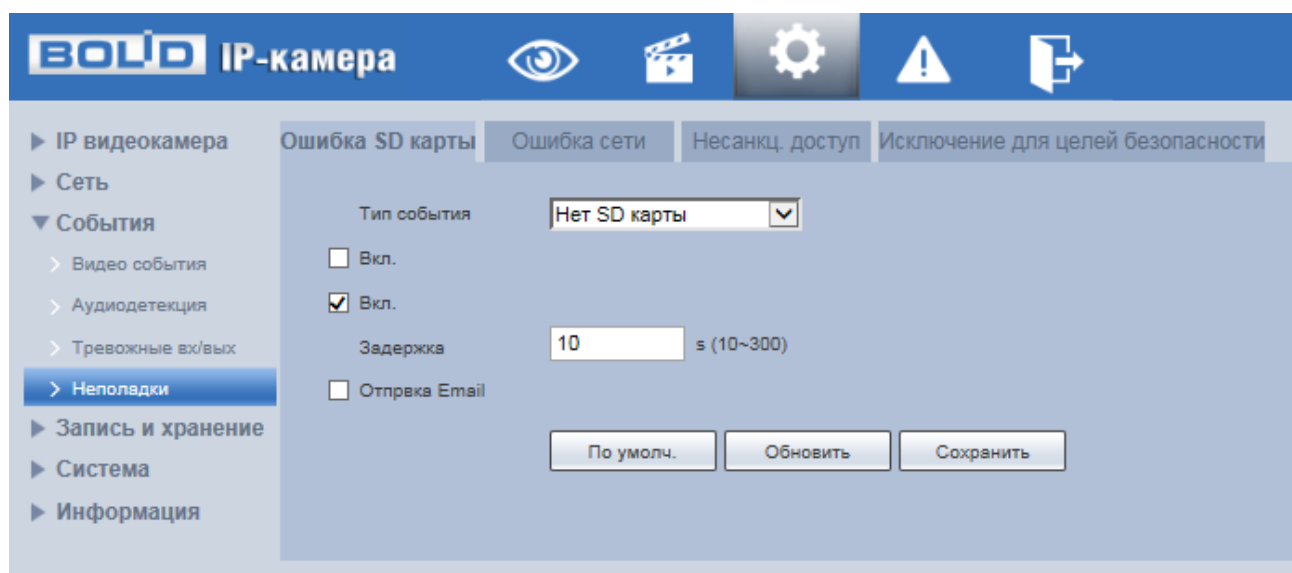 BOLID IP-камера
IP видеокамера
Сеть
События
Видео события
Аудиодетекция
Тревожные вх/вых
Неполадки
Запись и хранение
Система
Информация
Ошибка SD карты Ошибка сети Несанкц. доступ Исключение для целей безопасности
Тип события Нет SD карты
Вкл.
Вкл.
Задержка 10 s (10~300)
Отпрвка Email
По умолч. Обновить Сохранить